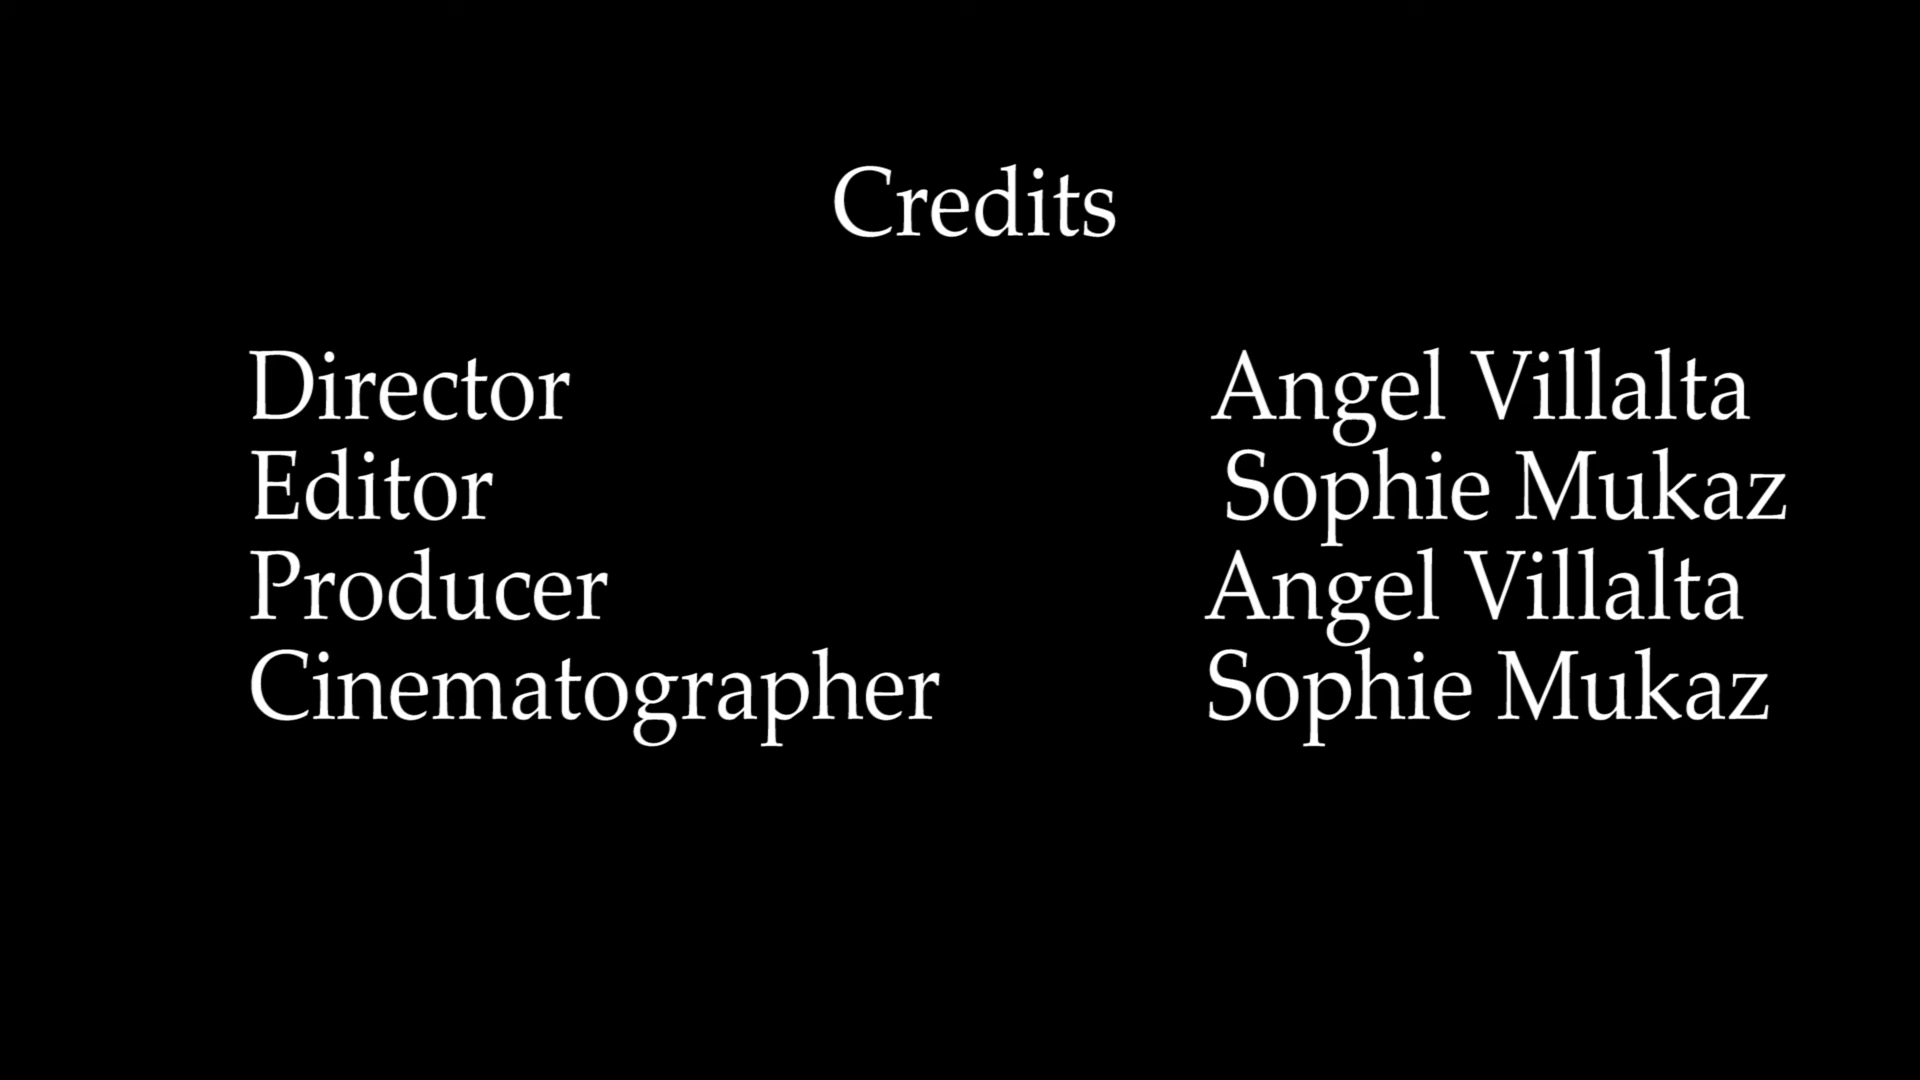 Credits
Director Angel Villalta
Editor Sophie Mukaz
Producer Angel Villalta
Cinematographer Sophie Mukaz